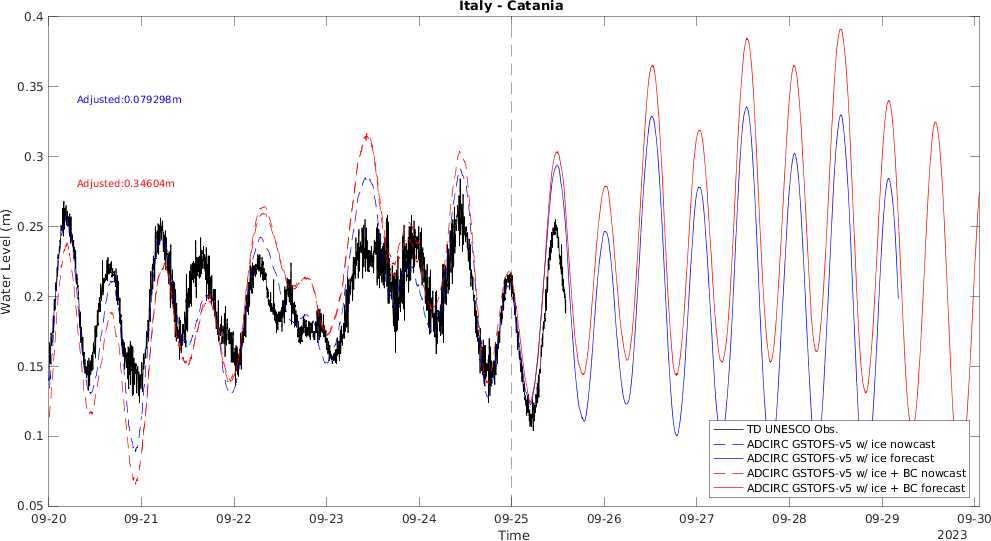 Italy - Catania
0.4
0.35
0.3
0.25
0.2
0.15
0.1
0.05
Water Level (m)
Adjusted:0.079298m
Adjusted:0.34604m
TD UNESCO Obs.
ADCIRC GSTOFS-v5 w/ ice nowcast
ADCIRC GSTOFS-v5 w/ ice forecast
ADCIRC GSTOFS-v5 w/ ice + BC nowcast
ADCIRC GSTOFS-v5 w/ ice + BC forecast
09-20 09-21 09-22 09-23 09-24 09-25 09-26 09-27 09-28 09-29 09-30
Time
2023